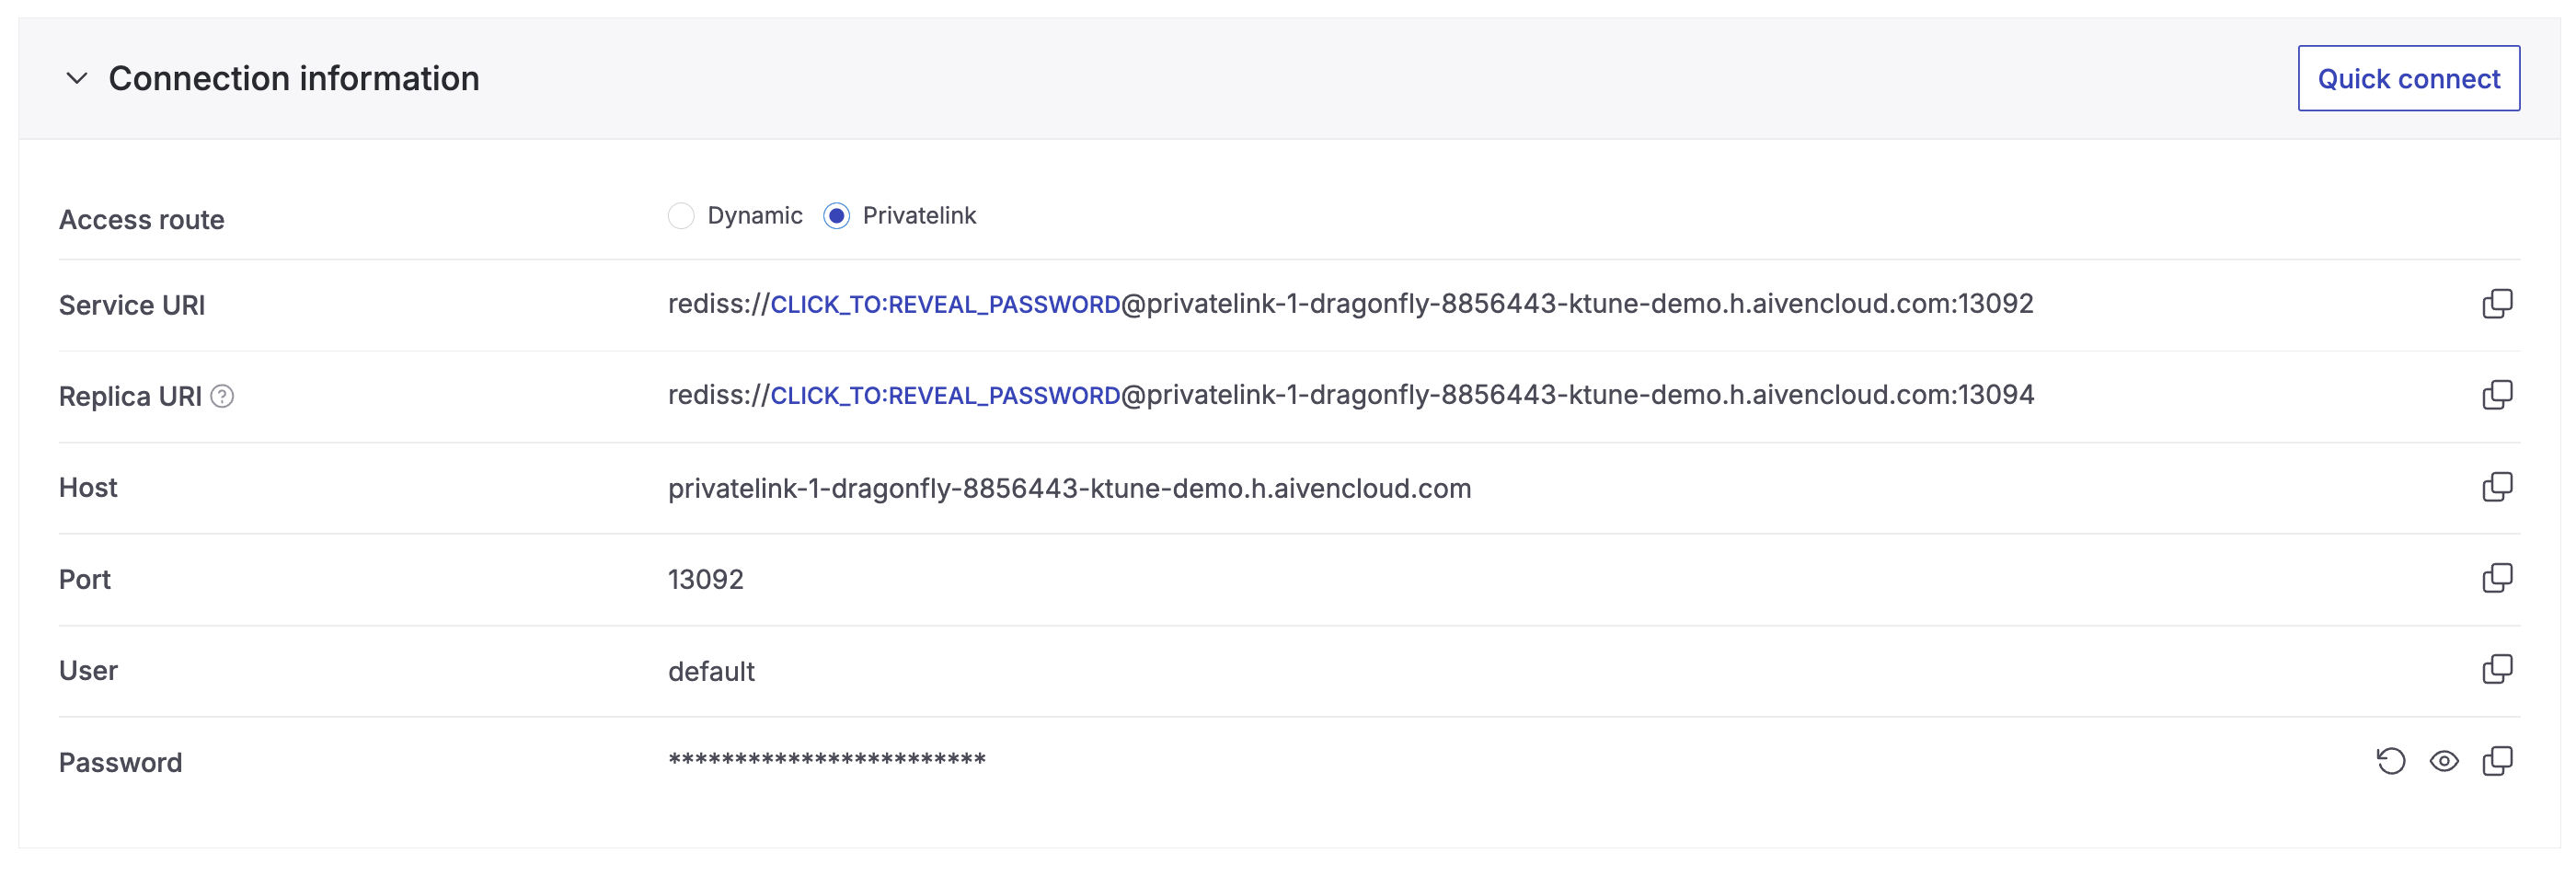 Connection information
Quick connect
Access route
Dynamic Privatelink
Service URI
rediss://CLICK_TO:REVEAL_PASSWORD@privatelink-1-dragonfly-8856443-ktune-demo.h.aivencloud.com:13092
Replica URI ?
rediss://CLICK_TO:REVEAL_PASSWORD@privatelink-1-dragonfly-8856443-ktune-demo.h.aivencloud.com:13094
Host
privatelink-1-dragonfly-8856443-ktune-demo.h.aivencloud.com
Port
13092
User
default
Password
************************